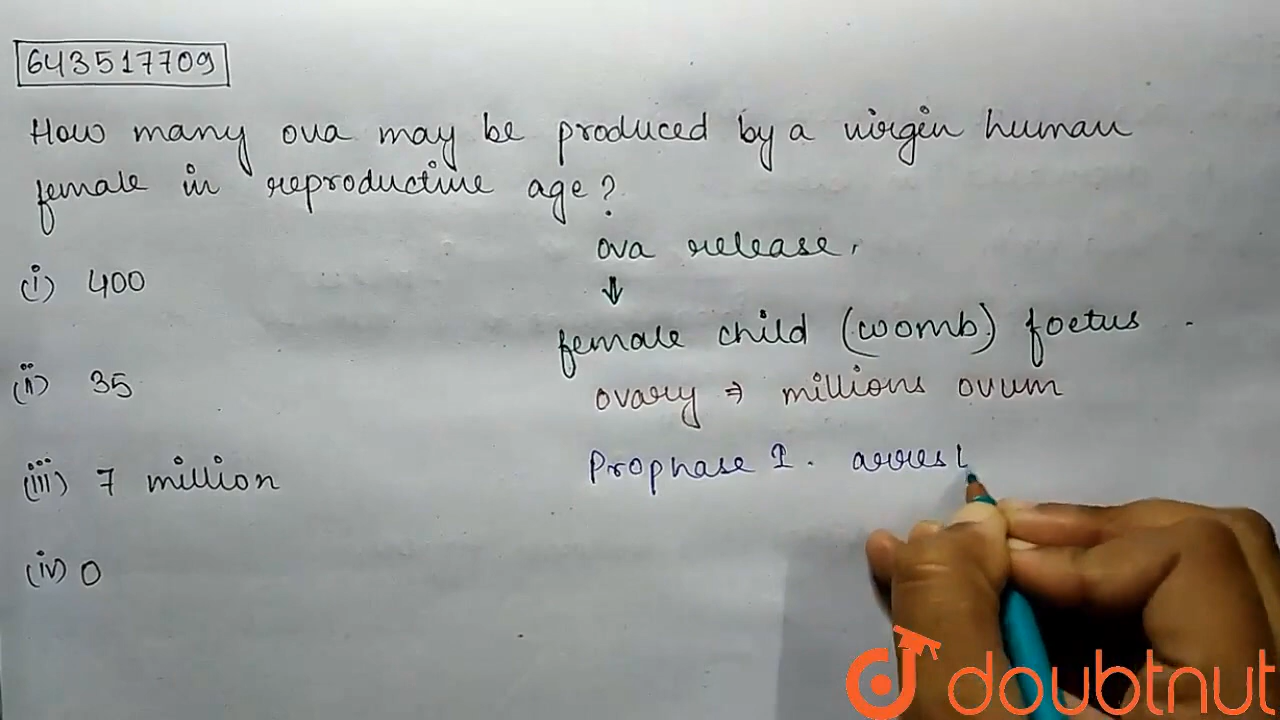 643517709
How many ova may be produced by a virgin human
female in reproductive age?
ova release,
(i) 400
female child (womb) foetus
(ii) 35
ovary ⇒ millions ovum
Prophase I. arrest
(iii) 7 million
(iv) 0
doubtnut